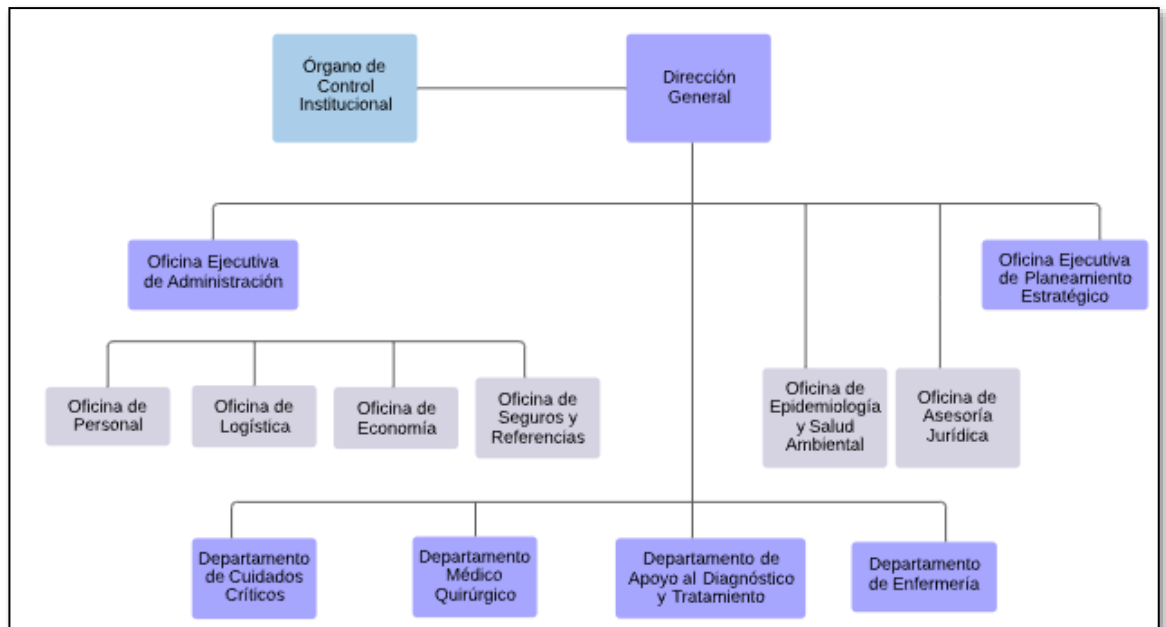 Órgano de
Control
Institucional
Dirección
General
Oficina Ejecutiva
de Administración
Oficina Ejecutiva
de Planeamiento
Estratégico
Oficina de
Personal
Oficina de
Logística
Oficina de
Economía
Oficina de
Seguros y
Referencias
Oficina de
Epidemiología
y Salud
Ambiental
Oficina de
Asesoría
Jurídica
Departamento
de Cuidados
Críticos
Departamento
Médico
Quirúrgico
Departamento de
Apoyo al Diagnóstico
y Tratamiento
Departamento
de Enfermería